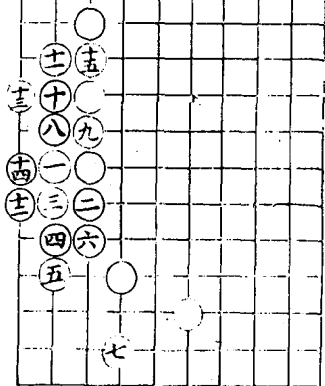 十一 十五
十三 十
八 九
十四 一
十二 三 二
四 六
五
七